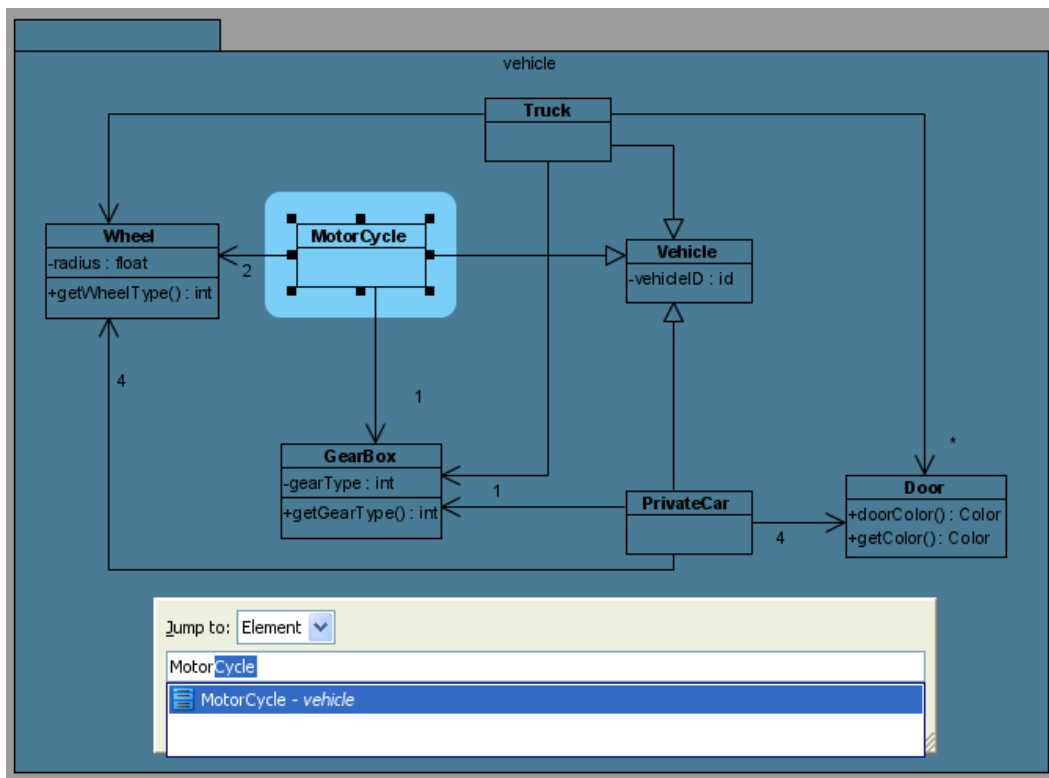 vehicle
Truck
Wheel
-radius : float
+getWheelType() : int
2
MotorCycle
Vehicle
-vehicleID : id
4
1
*
GearBox
-gearType : int
+getGearType() : int
1
PrivateCar
4
Door
+doorColor() : Color
+getColor() : Color
Jump to: Element
MotorCycle
MotorCycle - vehicle